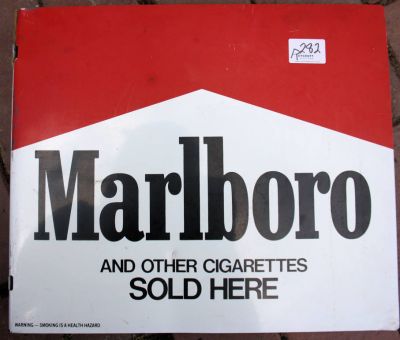 282
Marlboro
AND OTHER CIGARETTES
SOLD HERE
WARNING — SMOKING IS A HEALTH HAZARD